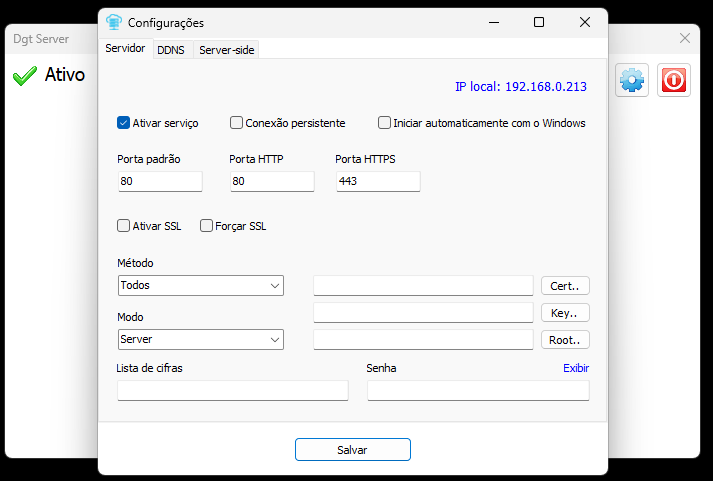 Configurações
Dgt Server
Servidor DDNS Server-side
Ativo
IP local: 192.168.0.213
Ativar serviço Conexão persistente Iniciar automaticamente com o Windows
Porta padrão Porta HTTP Porta HTTPS
80 80 443
Ativar SSL Forçar SSL
Método
Todos Cert..
Key..
Modo
Server Root..
Lista de cifras Senha Exibir
Salvar